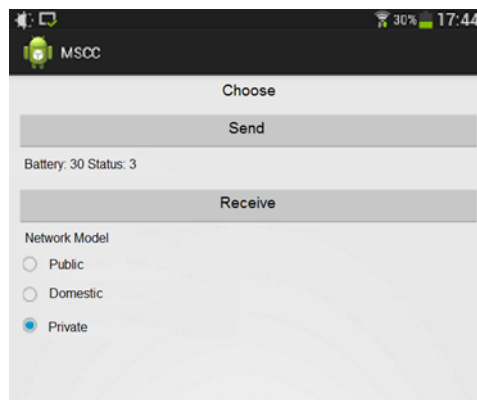 30% 17:44
MSCC
Choose
Send
Battery: 30 Status: 3
Receive
Network Model
Public
Domestic
Private